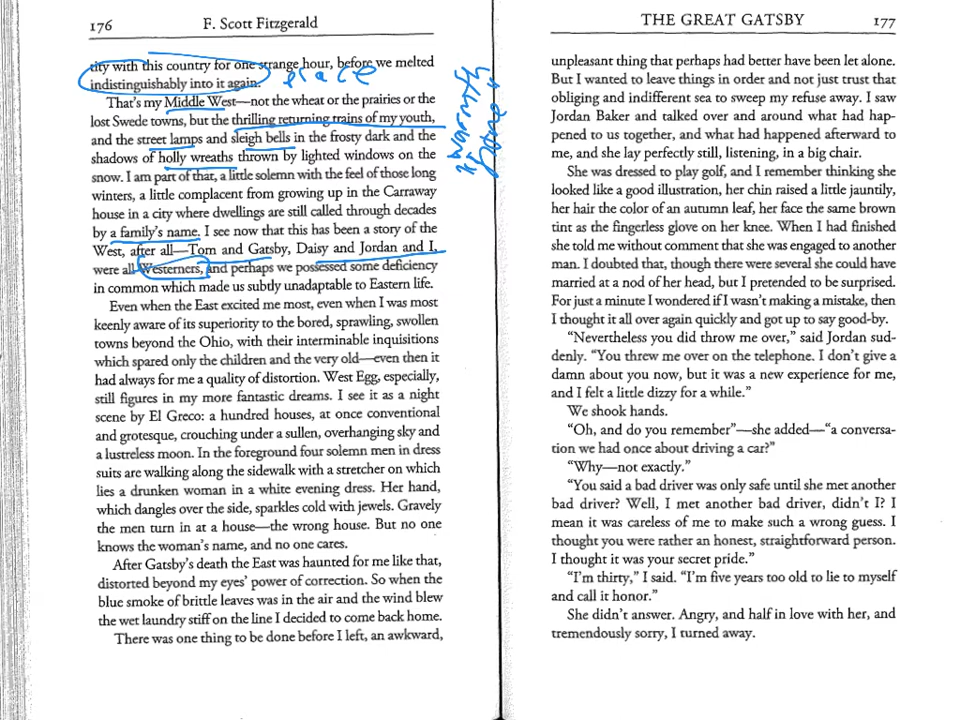 176 F. Scott Fitzgerald
tity with this country for one strange hour, before we melted
indistinguishably into it again.
place
That's my Middle West—not the wheat or the prairies or the
lost Swede towns, but the thrilling returning trains of my youth,
and the street lamps and sleigh bells in the frosty dark and the
shadows of holly wreaths thrown by lighted windows on the
snow. I am part of that, a little solemn with the feel of those long
winters, a little complacent from growing up in the Carraway
house in a city where dwellings are still called through decades
by a family's name. I see now that this has been a story of the
West, after all—Tom and Gatsby, Daisy and Jordan and I,
were all Westerners, and perhaps we possessed some deficiency
in common which made us subtly unadaptable to Eastern life.
warmth
home
Even when the East excited me most, even when I was most
keenly aware of its superiority to the bored, sprawling, swollen
towns beyond the Ohio, with their interminable inquisitions
which spared only the children and the very old—even then it
had always for me a quality of distortion. West Egg, especially,
still figures in my more fantastic dreams. I see it as a night
scene by El Greco: a hundred houses, at once conventional
and grotesque, crouching under a sullen, overhanging sky and
a lustreless moon. In the foreground four solemn men in dress
suits are walking along the sidewalk with a stretcher on which
lies a drunken woman in a white evening dress. Her hand,
which dangles over the side, sparkles cold with jewels. Gravely
the men turn in at a house—the wrong house. But no one
knows the woman's name, and no one cares.
After Gatsby's death the East was haunted for me like that,
distorted beyond my eyes' power of correction. So when the
blue smoke of brittle leaves was in the air and the wind blew
the wet laundry stiff on the line I decided to come back home.
There was one thing to be done before I left, an awkward,
THE GREAT GATSBY 177
unpleasant thing that perhaps had better have been let alone.
But I wanted to leave things in order and not just trust that
obliging and indifferent sea to sweep my refuse away. I saw
Jordan Baker and talked over and around what had hap-
pened to us together, and what had happened afterward to
me, and she lay perfectly still, listening, in a big chair.
She was dressed to play golf, and I remember thinking she
looked like a good illustration, her chin raised a little jauntily,
her hair the color of an autumn leaf, her face the same brown
tint as the fingerless glove on her knee. When I had finished
she told me without comment that she was engaged to another
man. I doubted that, though there were several she could have
married at a nod of her head, but I pretended to be surprised.
For just a minute I wondered if I wasn't making a mistake, then
I thought it all over again quickly and got up to say good-by.
“Nevertheless you did throw me over,” said Jordan sud-
denly. “You threw me over on the telephone. I don't give a
damn about you now, but it was a new experience for me,
and I felt a little dizzy for a while.”
We shook hands.
“Oh, and do you remember”—she added—“a conversa-
tion we had once about driving a car?”
“Why—not exactly.”
“You said a bad driver was only safe until she met another
bad driver? Well, I met another bad driver, didn't I? I
mean it was careless of me to make such a wrong guess. I
thought you were rather an honest, straightforward person.
I thought it was your secret pride.”
“I'm thirty,” I said. “I'm five years too old to lie to myself
and call it honor.”
She didn't answer. Angry, and half in love with her, and
tremendously sorry, I turned away.